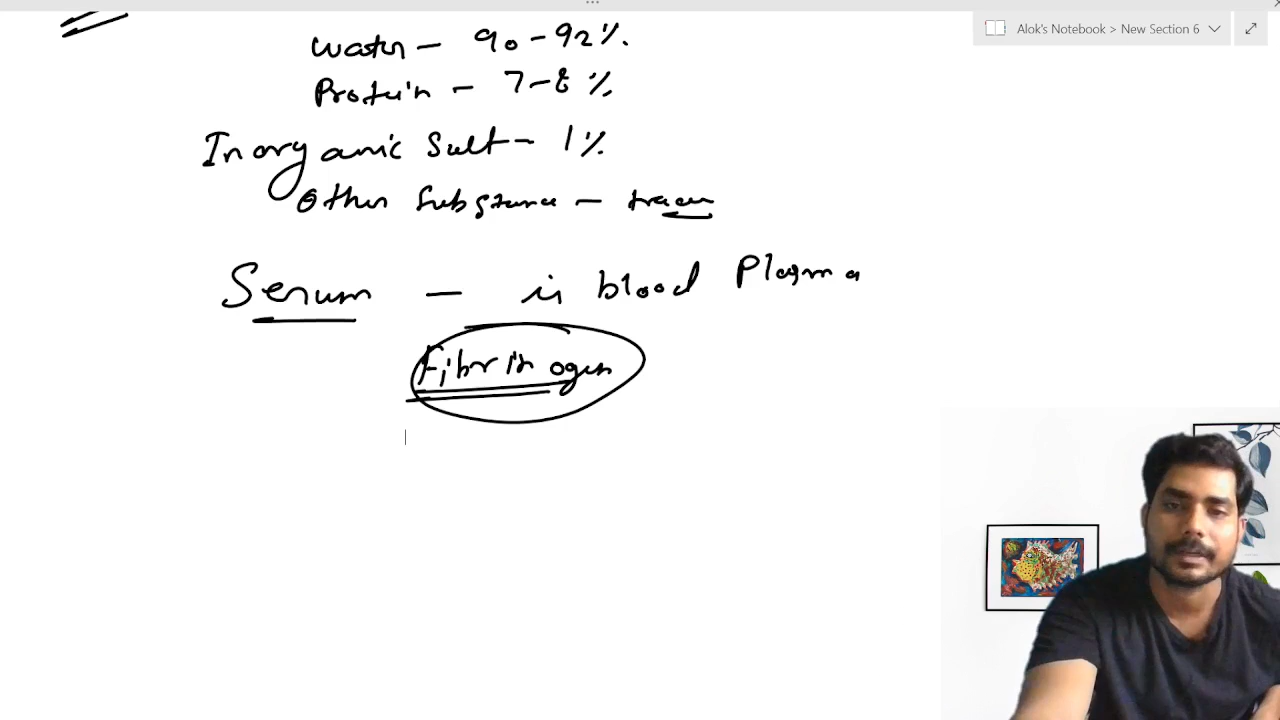 Alok's Notebook > New Section 6
Water - 90-92%.
Protein - 7-8%
Inorganic Salt - 1%
Other Substance - traces
Serum - is blood Plasma
Fibrinogen